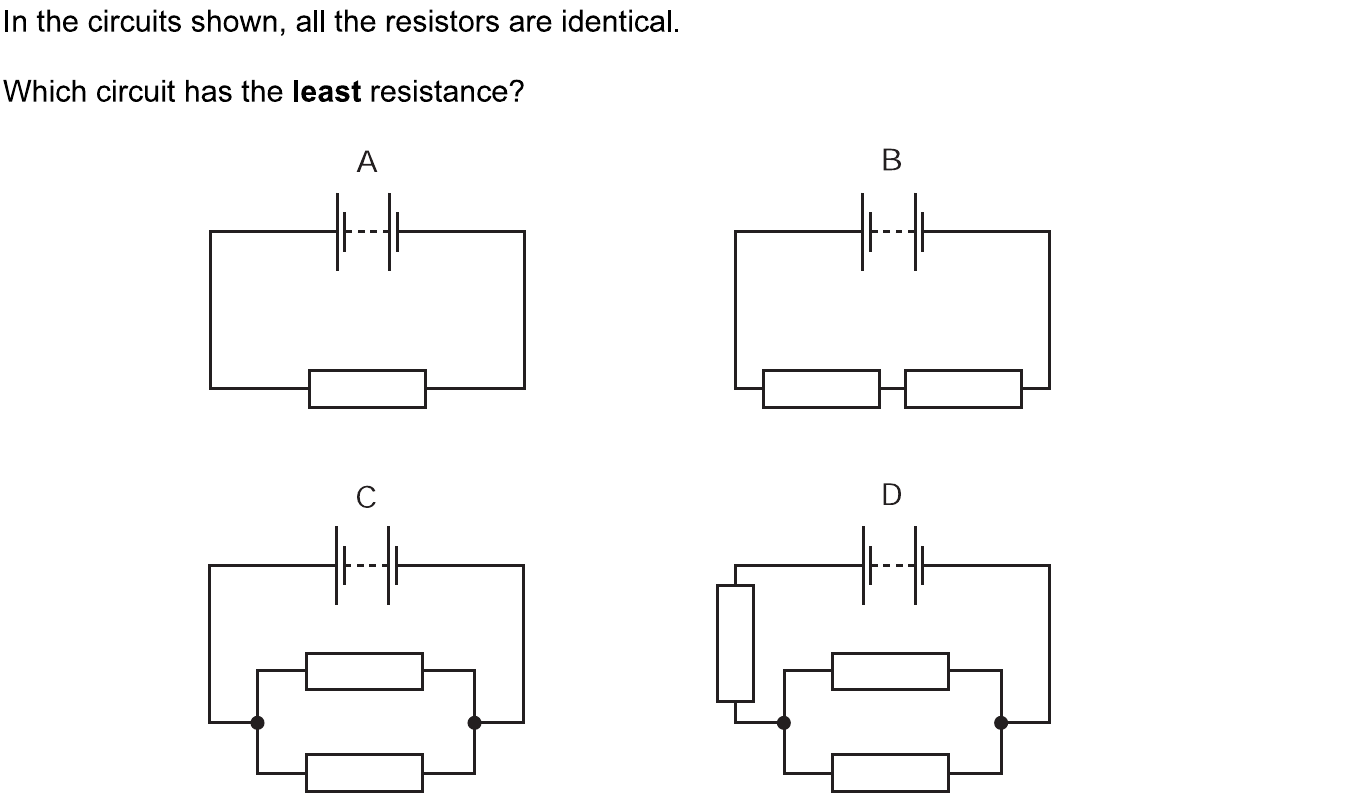 In the circuits shown, all the resistors are identical.
Which circuit has the least resistance?
A
B
C
D